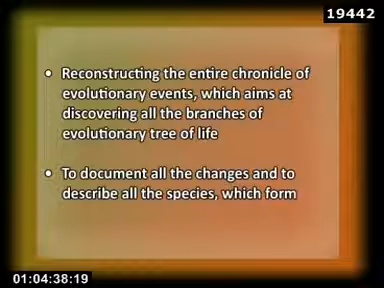 19442
• Reconstructing the entire chronicle of
evolutionary events, which aims at
discovering all the branches of
evolutionary tree of life
• To document all the changes and to
describe all the species, which form
01:04:38:19